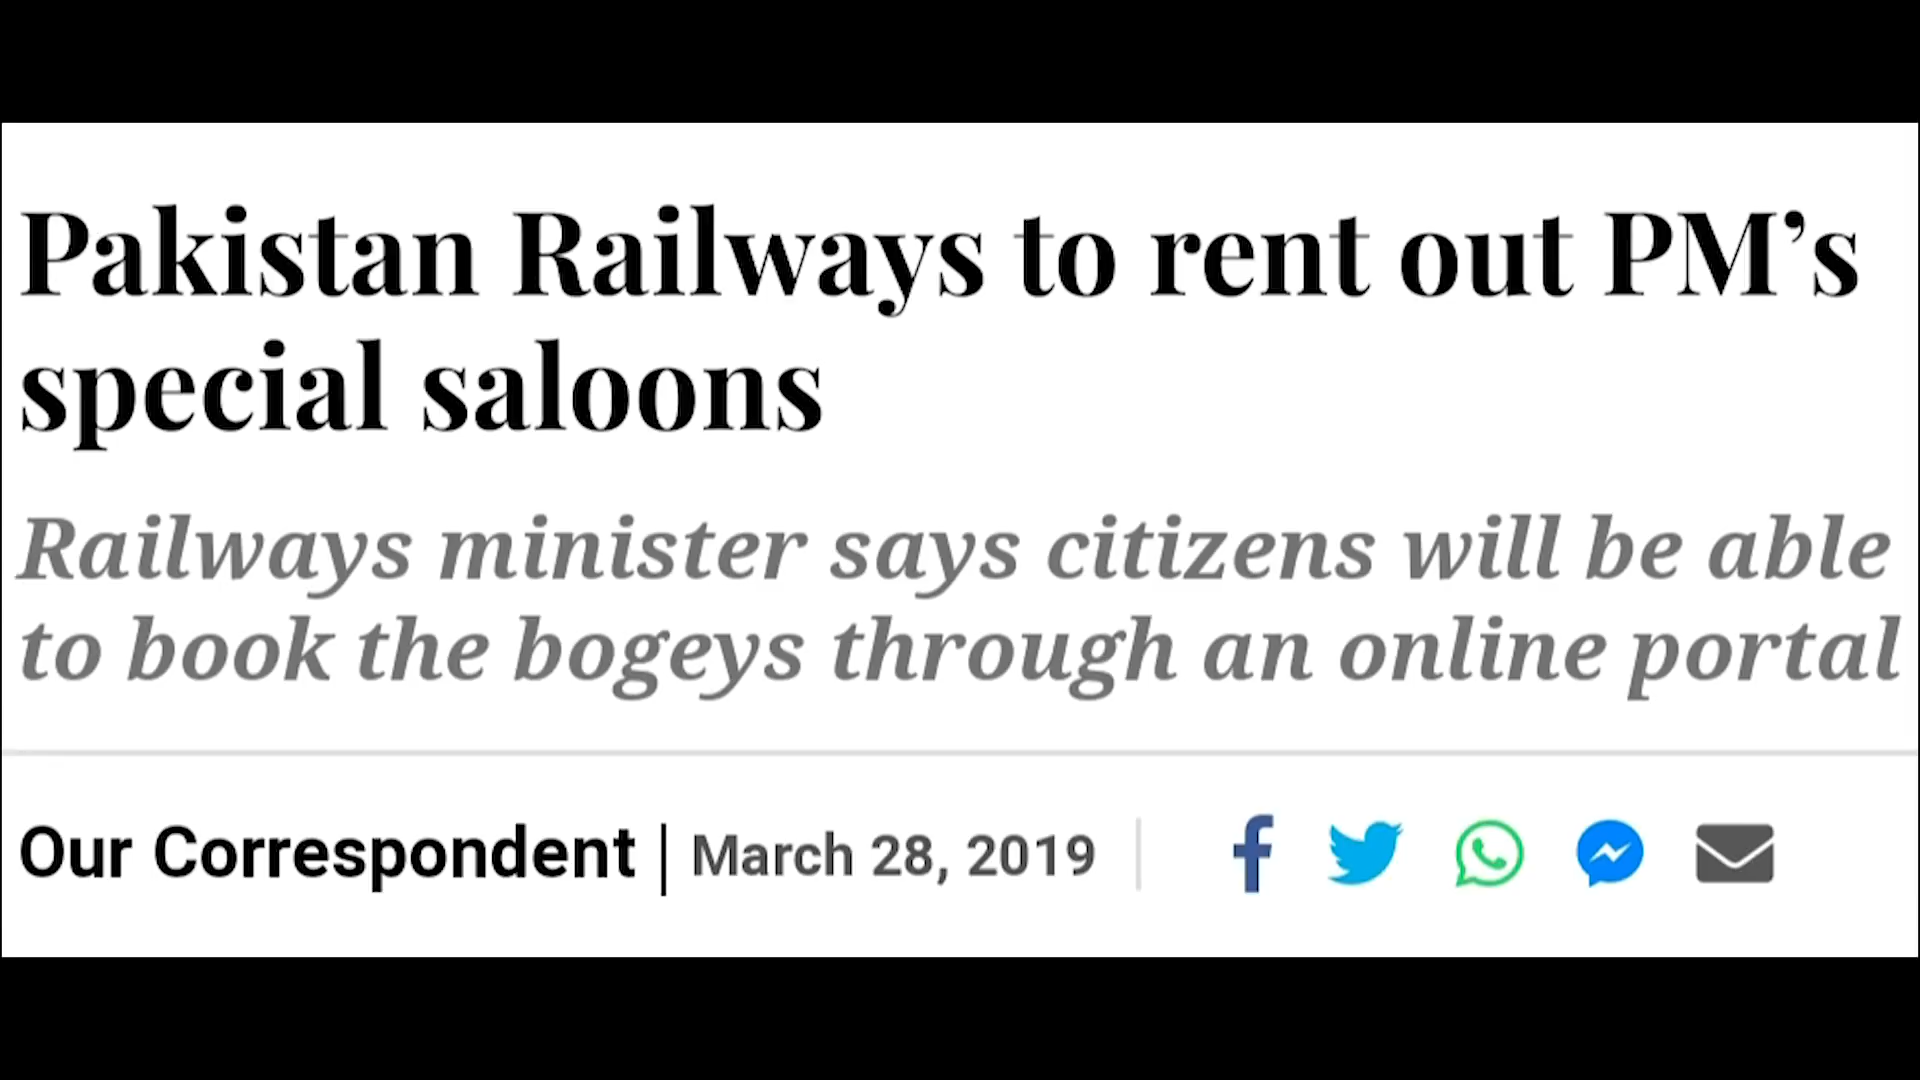 Pakistan Railways to rent out PM’s
special saloons
Railways minister says citizens will be able
to book the bogeys through an online portal
Our Correspondent | March 28, 2019